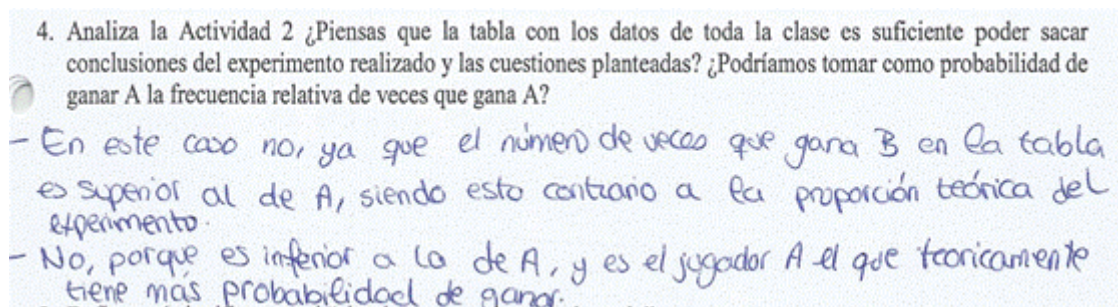 4. Analiza la Actividad 2 ¿Piensas que la tabla con los datos de toda la clase es suficiente poder sacar
conclusiones del experimento realizado y las cuestiones planteadas? ¿Podríamos tomar como probabilidad de
ganar A la frecuencia relativa de veces que gana A?
- En este caso no, ya que el número de veces que gana B en la tabla
es superior al de A, siendo esto contrario a la proporción teórica del
experimento.
- No, porque es inferior a la de A, y es el jugador A el que teoricamente
tiene más probabilidad de ganar.